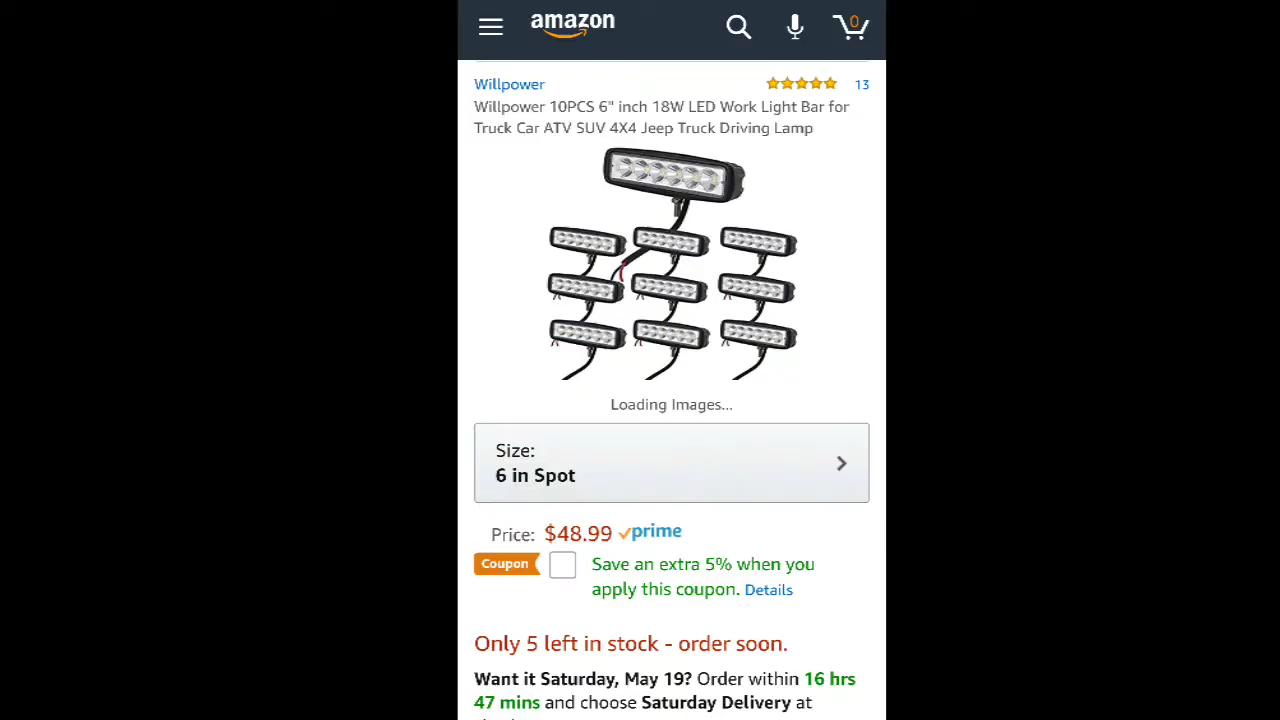 amazon
0
Willpower
13
Willpower 10PCS 6" inch 18W LED Work Light Bar for
Truck Car ATV SUV 4X4 Jeep Truck Driving Lamp
Loading Images...
Size:
6 in Spot
Price: $48.99 prime
Coupon
Save an extra 5% when you
apply this coupon. Details
Only 5 left in stock - order soon.
Want it Saturday, May 19? Order within 16 hrs
47 mins and choose Saturday Delivery at